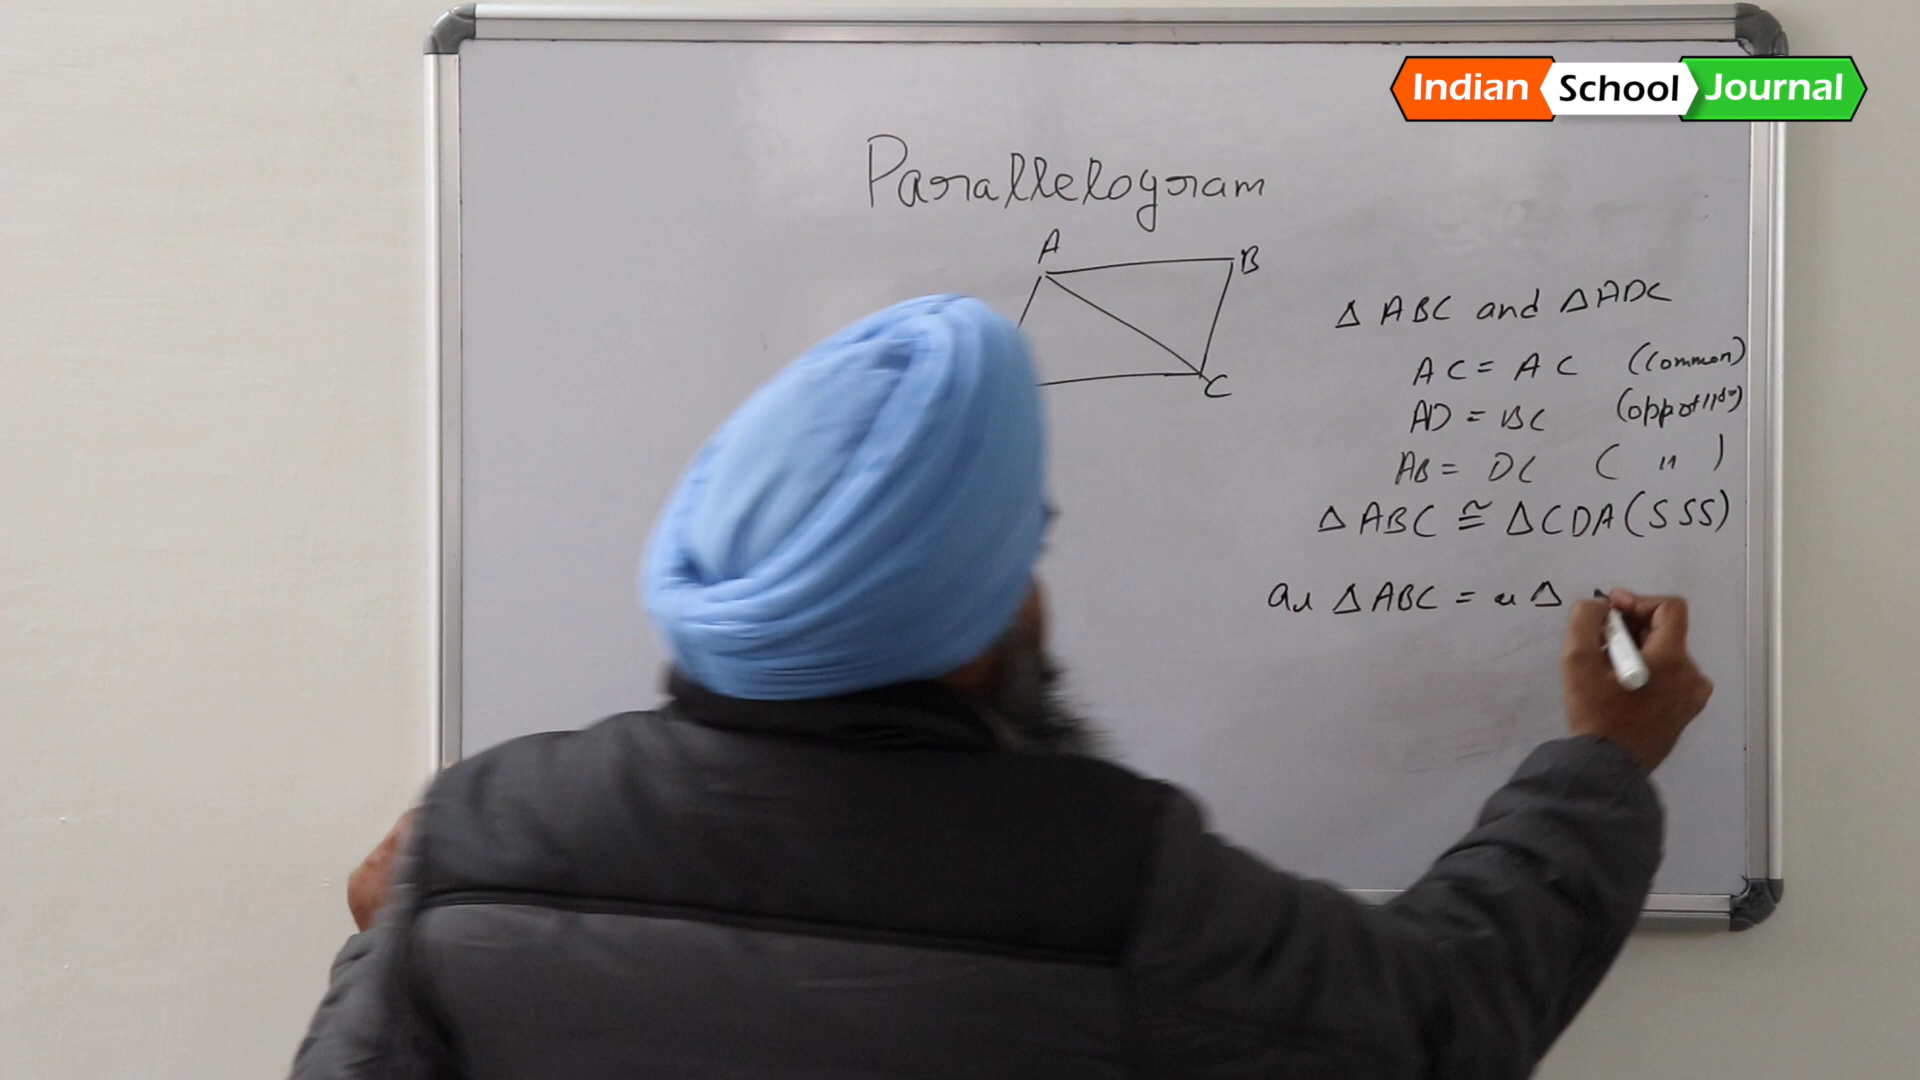 Indian School Journal
Parallelogram
A
B
C
Δ ABC and Δ ADC
AC = AC (Common)
AD = BC
AB = DC ( " )
Δ ABC ≅ Δ CDA (SSS)
ar Δ ABC = ar Δ